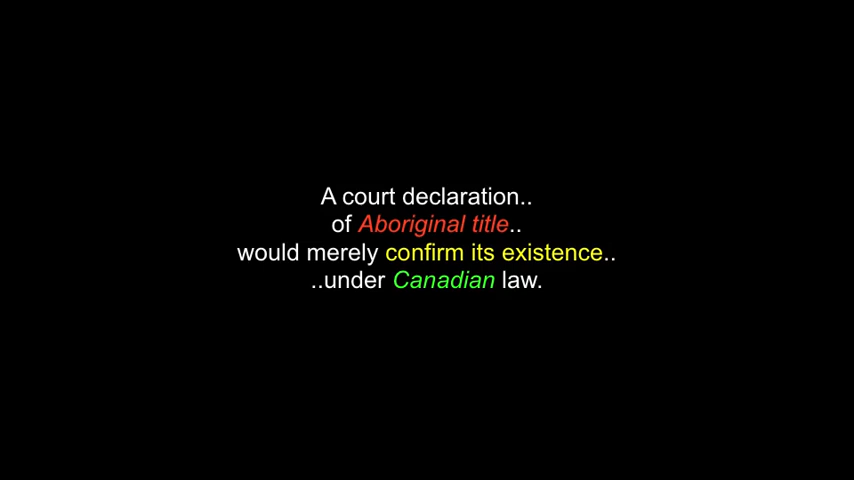 A court declaration..
of Aboriginal title..
would merely confirm its existence..
..under Canadian law.